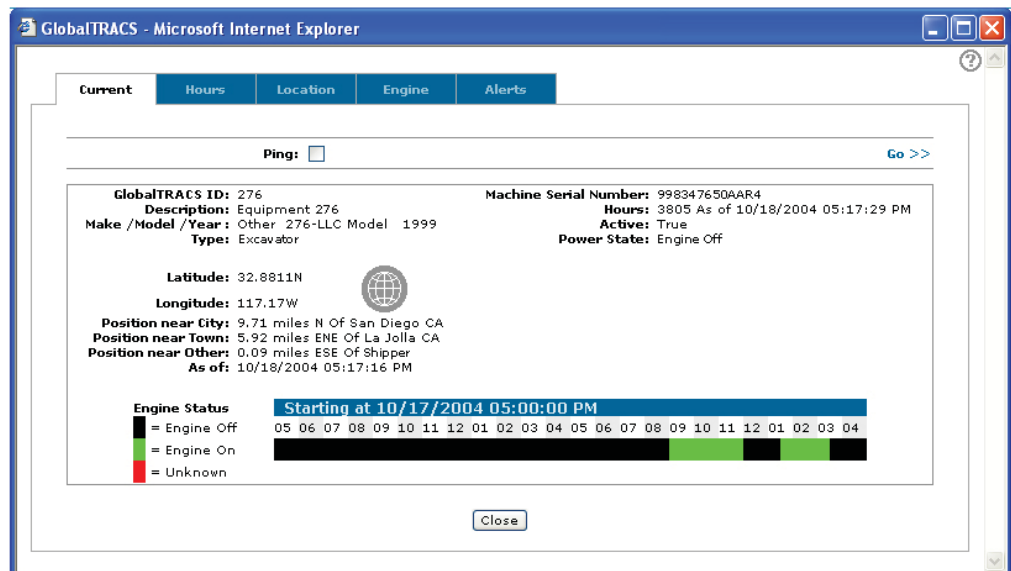 GlobalTRACS - Microsoft Internet Explorer
?
Current Hours Location Engine Alerts
Ping: Go >>
GlobalTRACS ID: 276
Description: Equipment 276
Make /Model /Year: Other 276-LLC Model 1999
Type: Excavator
Machine Serial Number: 998347650AAR4
Hours: 3805 As of 10/18/2004 05:17:29 PM
Active: True
Power State: Engine Off
Latitude: 32.8811N
Longitude: 117.17W
Position near City: 9.71 miles N Of San Diego CA
Position near Town: 5.92 miles ENE Of La Jolla CA
Position near Other: 0.09 miles ESE Of Shipper
As of: 10/18/2004 05:17:16 PM
Engine Status
= Engine Off
= Engine On
= Unknown
Starting at 10/17/2004 05:00:00 PM
05 06 07 08 09 10 11 12 01 02 03 04 05 06 07 08 09 10 11 12 01 02 03 04
Close